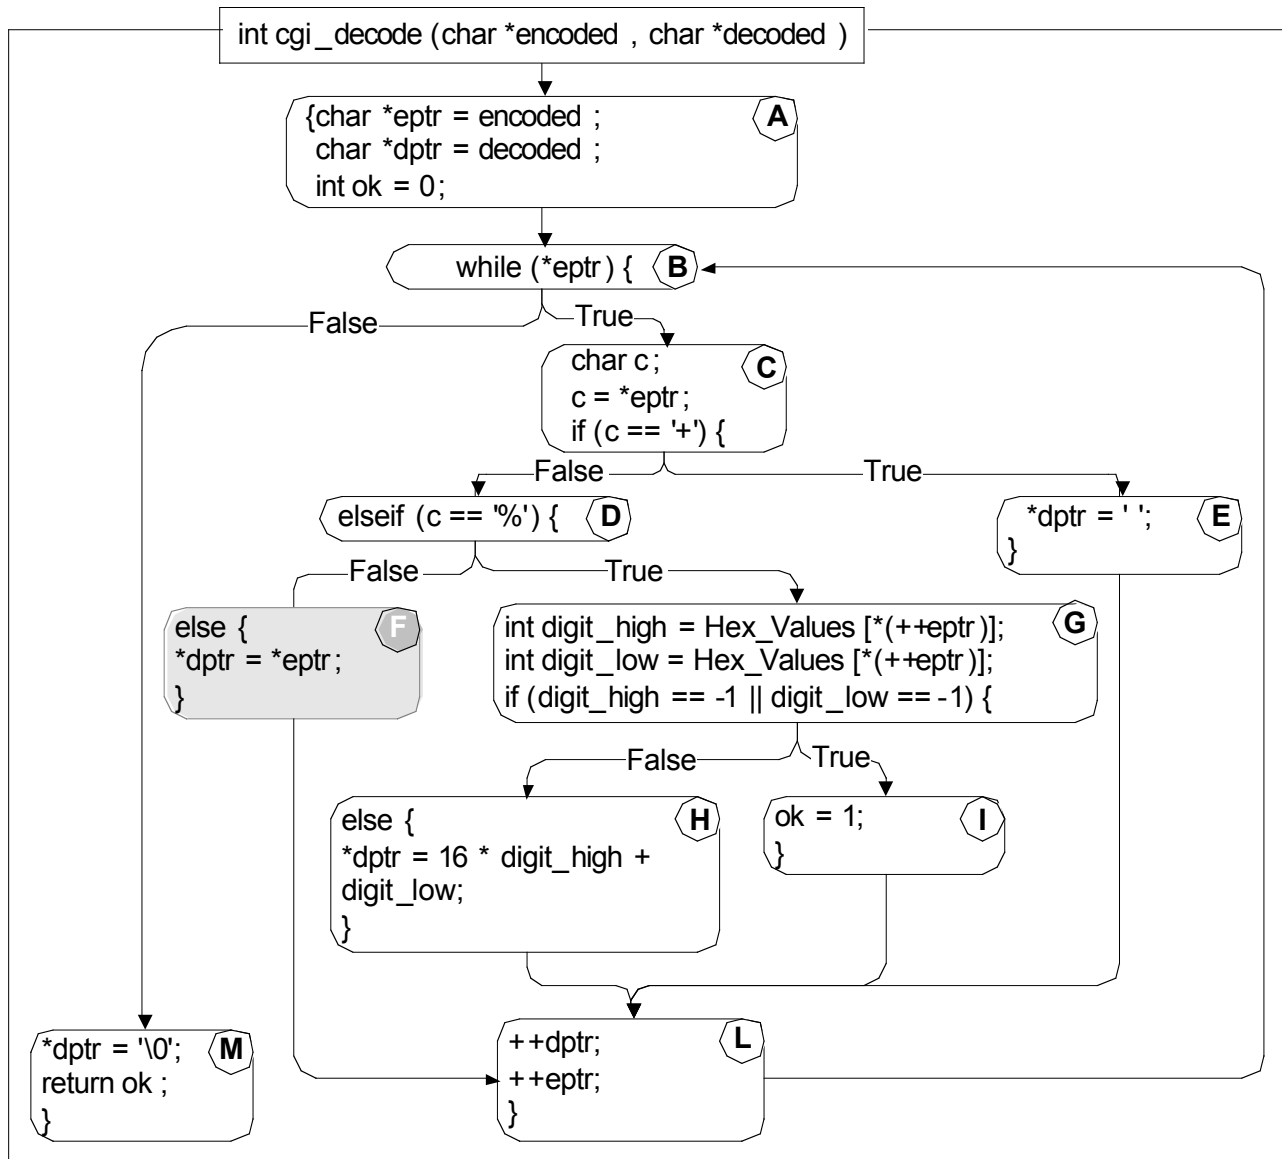 int cgi_decode (char *encoded , char *decoded )
{char *eptr = encoded ;
char *dptr = decoded ;
int ok = 0;
A
while (*eptr) {
B
False
True
char c;
c = *eptr;
if (c == '+') {
C
False
True
elseif (c == '%') {
D
*dptr = ' ';
}
E
False
True
else {
*dptr = *eptr;
}
F
int digit_high = Hex_Values [*(++eptr)];
int digit_low = Hex_Values [*(++eptr)];
if (digit_high == -1 || digit_low == -1) {
G
False
True
else {
*dptr = 16 * digit_high +
digit_low;
}
H
ok = 1;
}
I
*dptr = '\0';
return ok ;
}
M
++dptr;
++eptr;
}
L